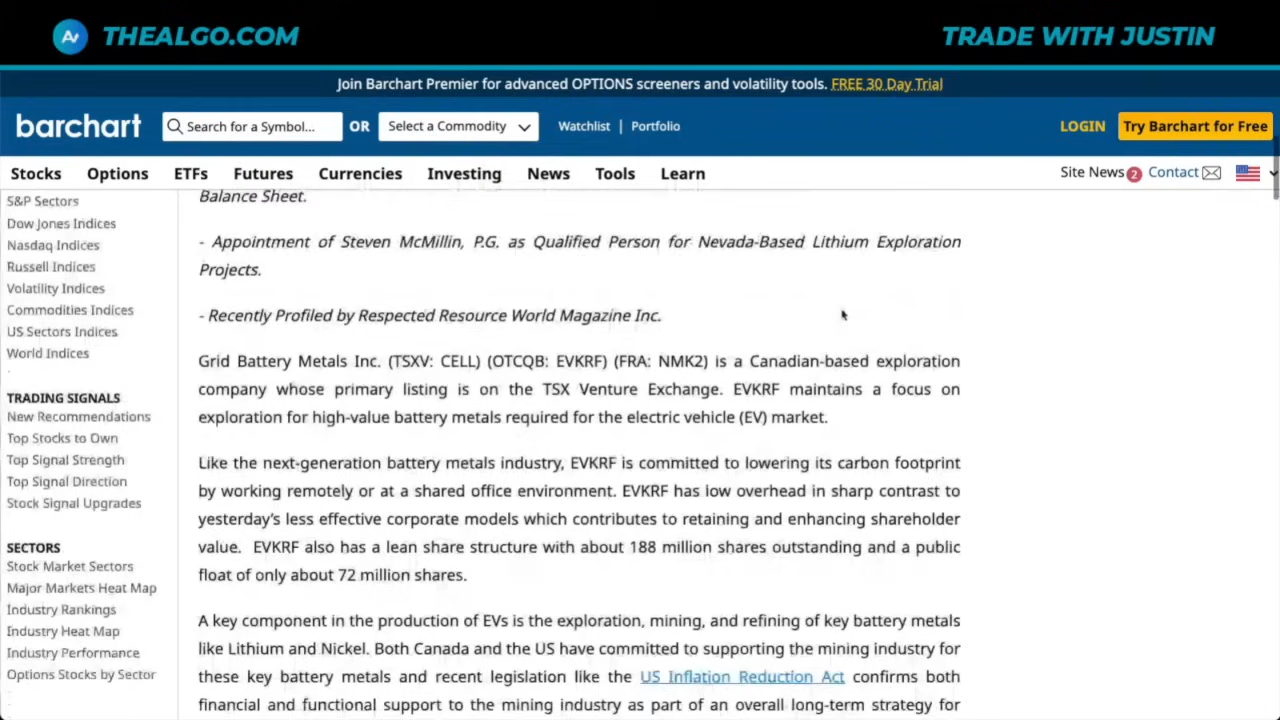 THEALGO.COM
TRADE WITH JUSTIN
Join Barchart Premier for advanced OPTIONS screeners and volatility tools. FREE 30 Day Trial
barchart
Search for a Symbol...
OR
Select a Commodity
Watchlist | Portfolio
LOGIN
Try Barchart for Free
Stocks Options ETFs Futures Currencies Investing News Tools Learn
Site News 2 Contact
S&P Sectors
Dow Jones Indices
Nasdaq Indices
Russell Indices
Volatility Indices
Commodities Indices
US Sectors Indices
World Indices
TRADING SIGNALS
New Recommendations
Top Stocks to Own
Top Signal Strength
Top Signal Direction
Stock Signal Upgrades
SECTORS
Stock Market Sectors
Major Markets Heat Map
Industry Rankings
Industry Heat Map
Industry Performance
Options Stocks by Sector
Balance Sheet.
- Appointment of Steven McMillin, P.G. as Qualified Person for Nevada-Based Lithium Exploration
Projects.
- Recently Profiled by Respected Resource World Magazine Inc.
Grid Battery Metals Inc. (TSXV: CELL) (OTCQB: EVKRF) (FRA: NMK2) is a Canadian-based exploration
company whose primary listing is on the TSX Venture Exchange. EVKRF maintains a focus on
exploration for high-value battery metals required for the electric vehicle (EV) market.
Like the next-generation battery metals industry, EVKRF is committed to lowering its carbon footprint
by working remotely or at a shared office environment. EVKRF has low overhead in sharp contrast to
yesterday's less effective corporate models which contributes to retaining and enhancing shareholder
value. EVKRF also has a lean share structure with about 188 million shares outstanding and a public
float of only about 72 million shares.
A key component in the production of EVs is the exploration, mining, and refining of key battery metals
like Lithium and Nickel. Both Canada and the US have committed to supporting the mining industry for
these key battery metals and recent legislation like the US Inflation Reduction Act confirms both
financial and functional support to the mining industry as part of an overall long-term strategy for